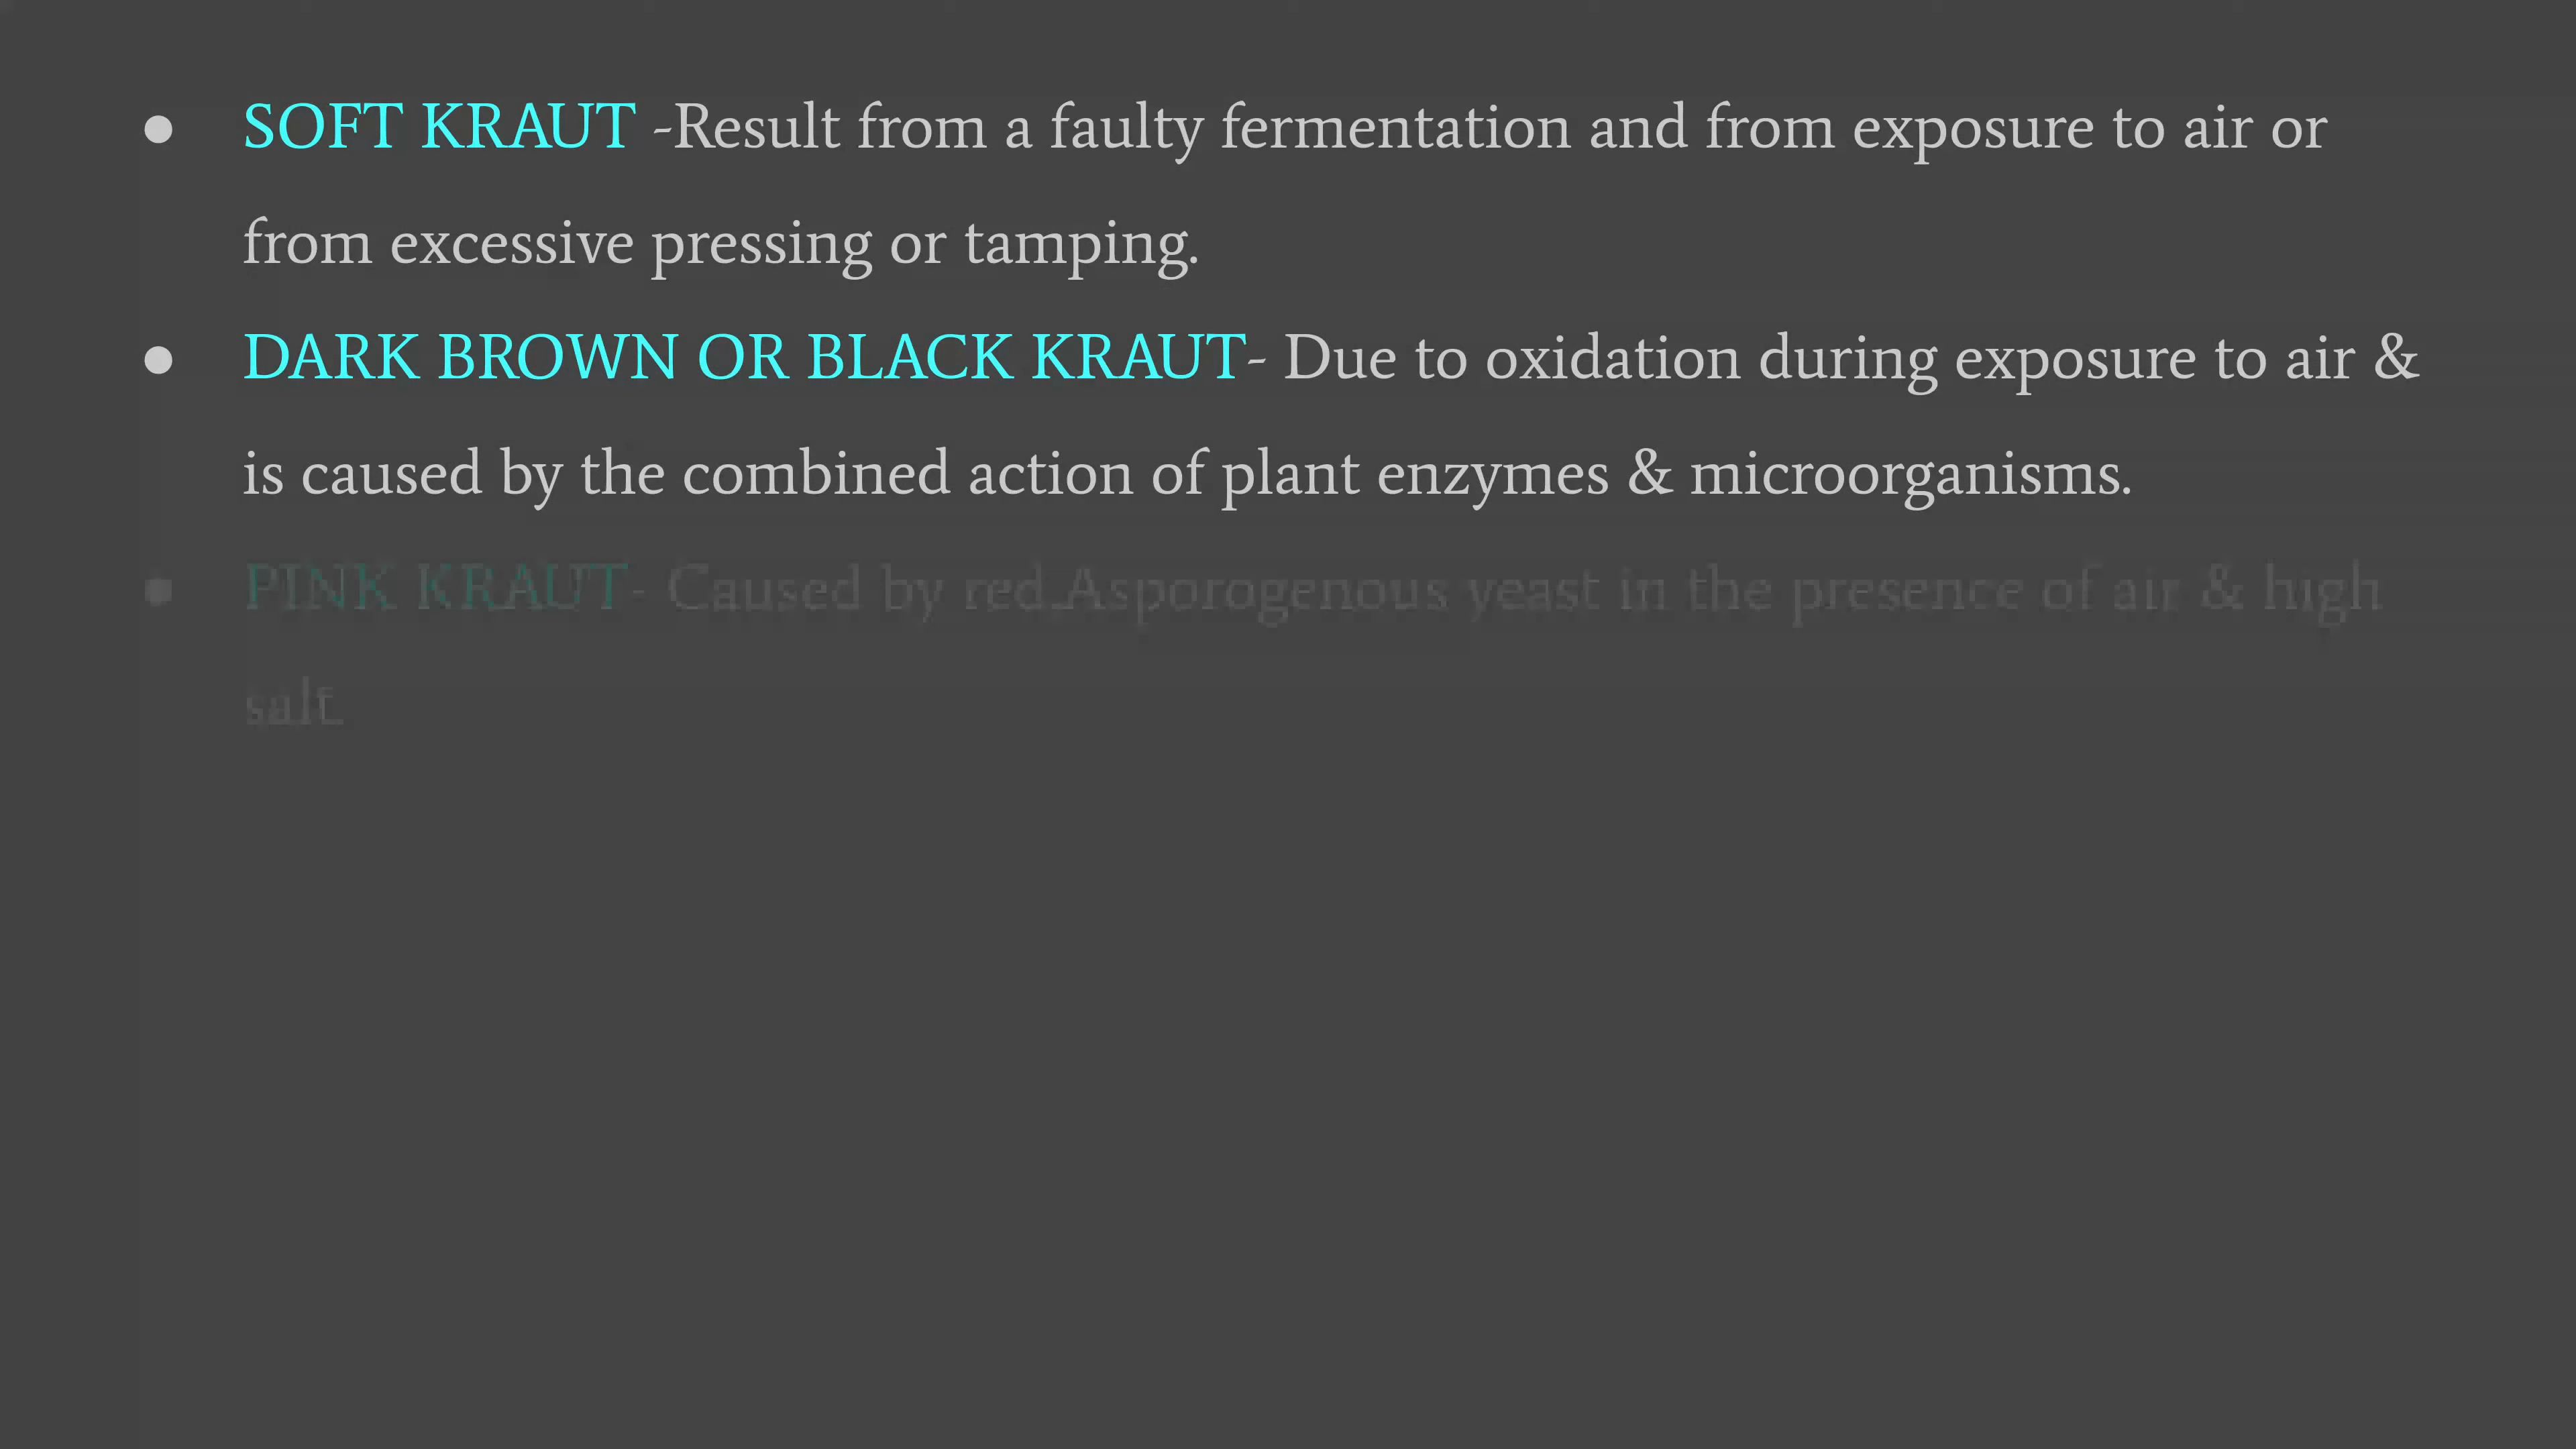 ● SOFT KRAUT -Result from a faulty fermentation and from exposure to air or
from excessive pressing or tamping.
● DARK BROWN OR BLACK KRAUT- Due to oxidation during exposure to air &
is caused by the combined action of plant enzymes & microorganisms.
● PINK KRAUT- Caused by red.Asporogenous yeast in the presence of air & high
salt.